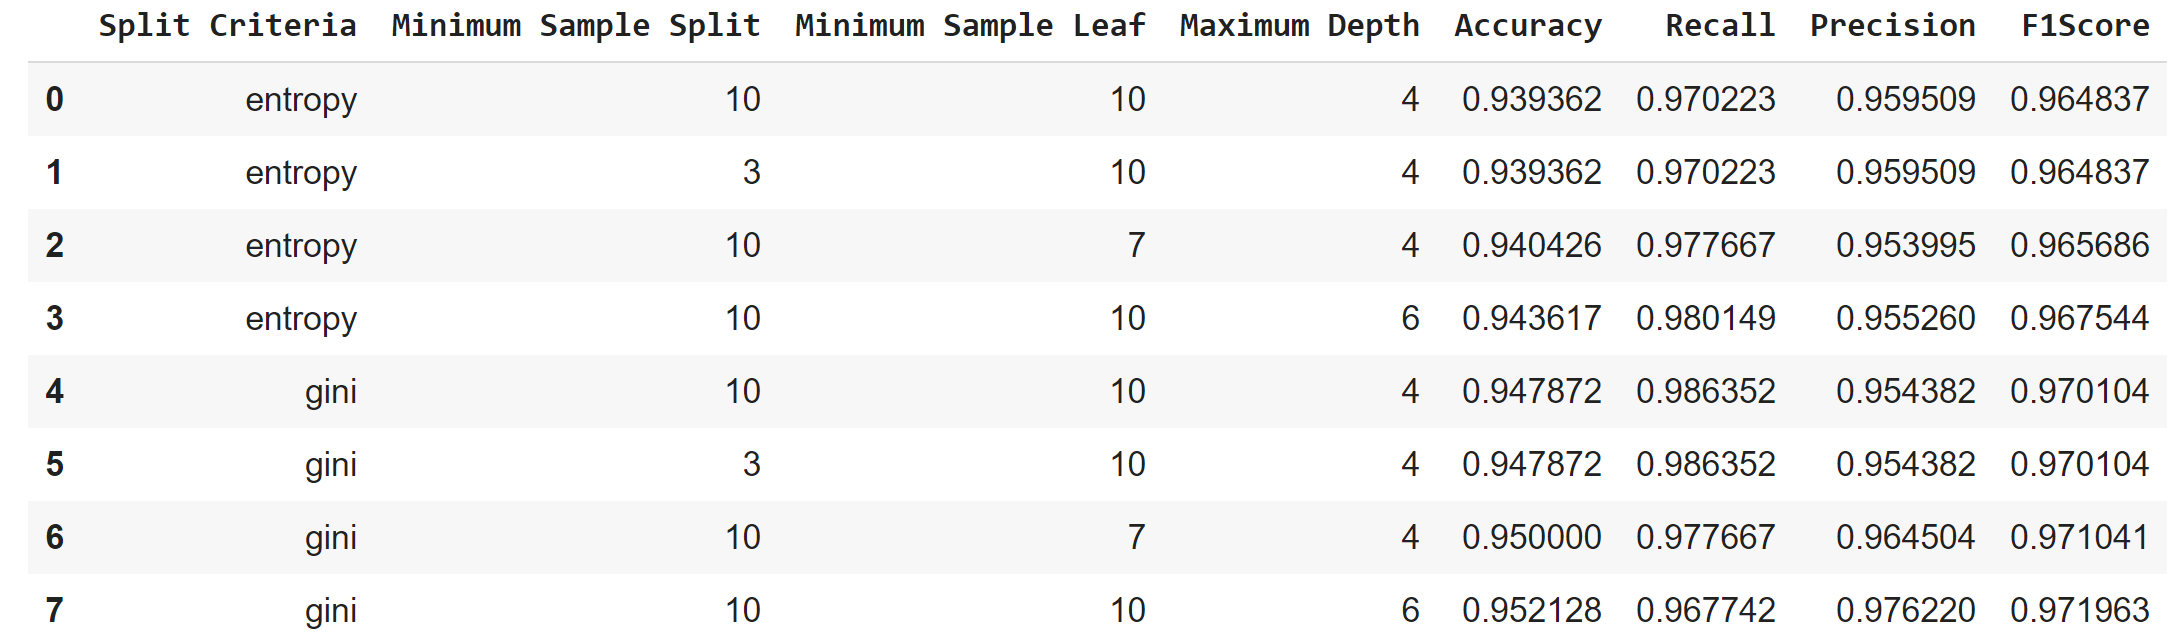 Split Criteria Minimum Sample Split Minimum Sample Leaf Maximum Depth Accuracy Recall Precision F1Score
0 entropy 10 10 4 0.939362 0.970223 0.959509 0.964837
1 entropy 3 10 4 0.939362 0.970223 0.959509 0.964837
2 entropy 10 7 4 0.940426 0.977667 0.953995 0.965686
3 entropy 10 10 6 0.943617 0.980149 0.955260 0.967544
4 gini 10 10 4 0.947872 0.986352 0.954382 0.970104
5 gini 3 10 4 0.947872 0.986352 0.954382 0.970104
6 gini 10 7 4 0.950000 0.977667 0.964504 0.971041
7 gini 10 10 6 0.952128 0.967742 0.976220 0.971963